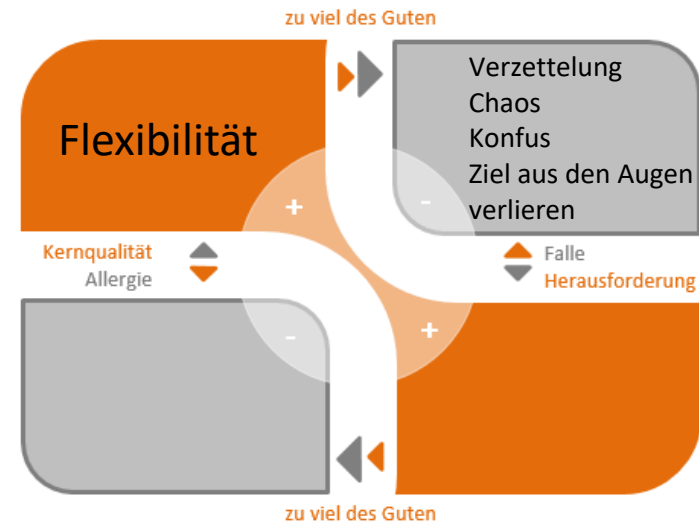 zu viel des Guten
Flexibilität
Verzettelung
Chaos
Konfus
Ziel aus den Augen
verlieren
+
-
Kernqualität
Allergie
Falle
Herausforderung
-
+
zu viel des Guten